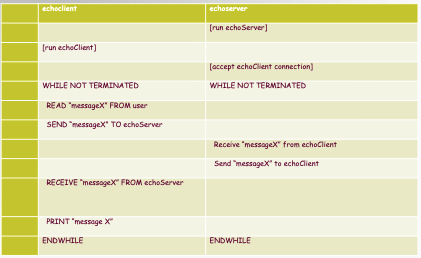 echoclient echoserver
[run echoServer]
[run echoClient]
[accept echoClient connection]
WHILE NOT TERMINATED WHILE NOT TERMINATED
READ "messageX" FROM user
SEND "messageX" TO echoServer
Receive "messageX" from echoClient
Send "messageX" to echoClient
RECEIVE "messageX" FROM echoServer
PRINT "message X"
ENDWHILE ENDWHILE